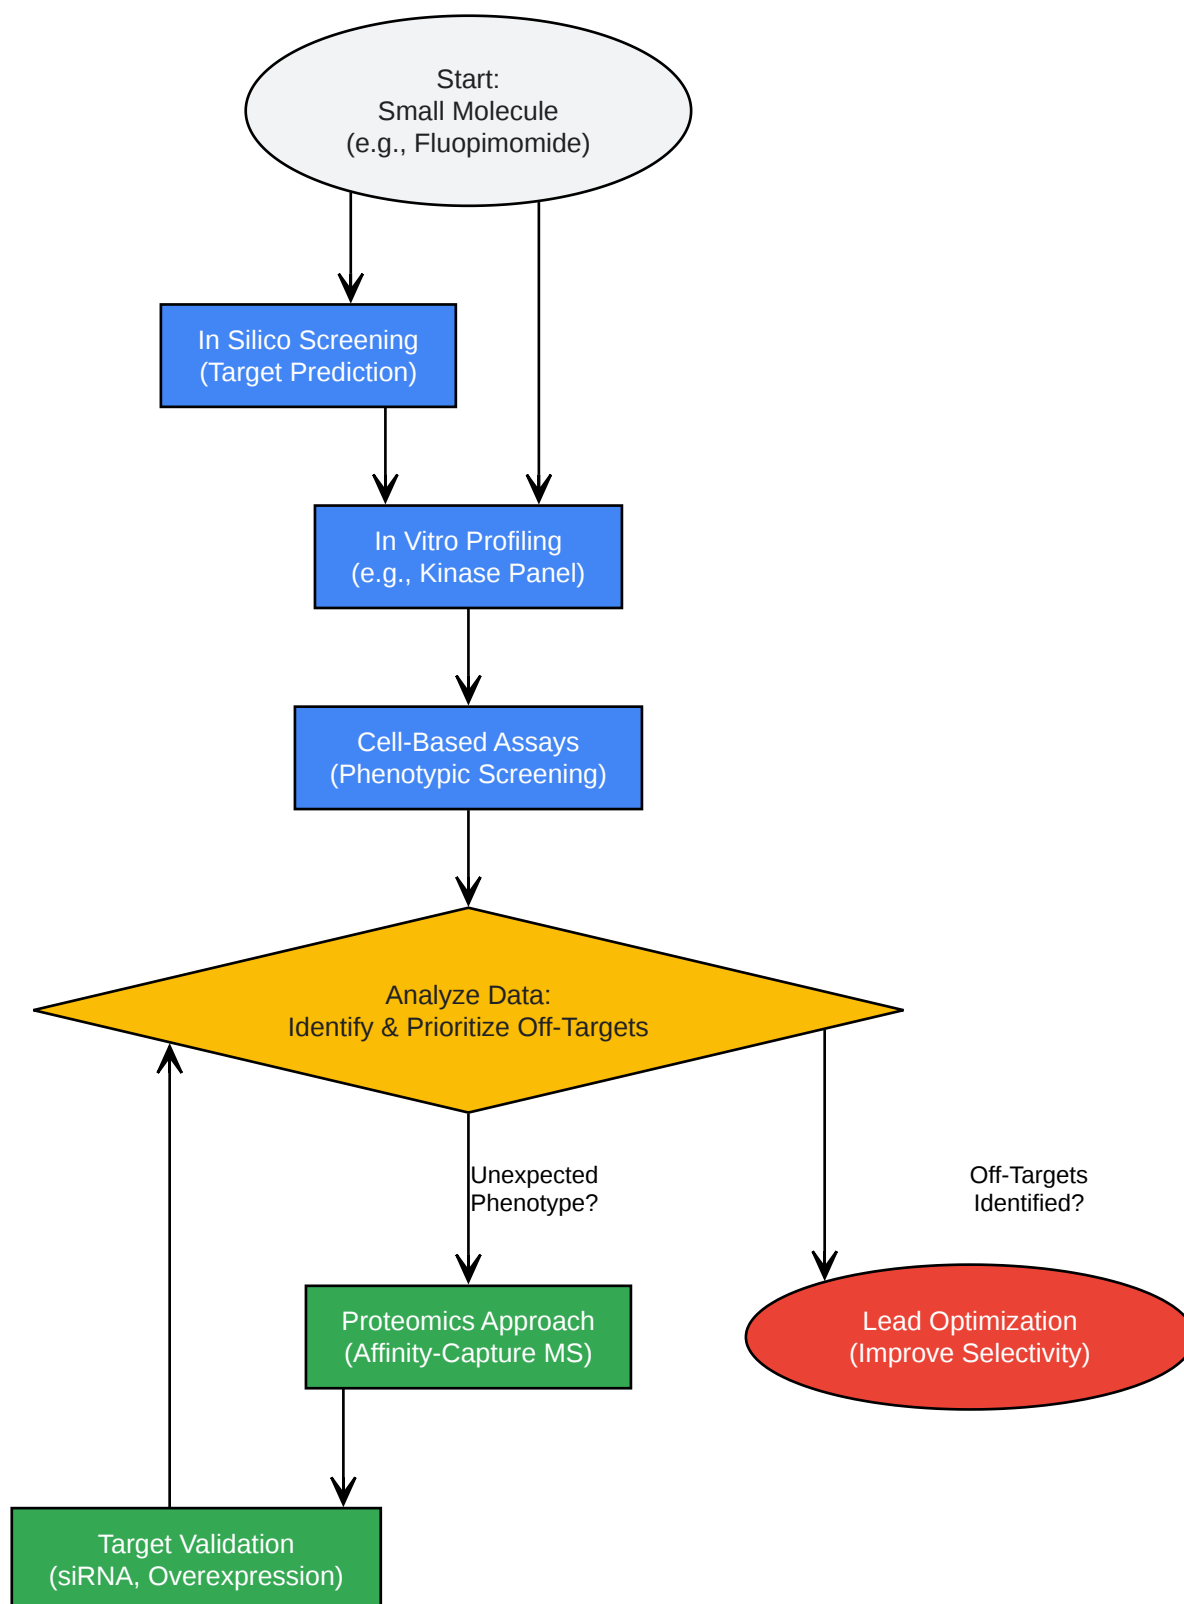 Start:
Small Molecule
(e.g., Fluopimomide)
In Silico Screening
(Target Prediction)
In Vitro Profiling
(e.g., Kinase Panel)
Cell-Based Assays
(Phenotypic Screening)
Analyze Data:
Identify & Prioritize Off-Targets
Unexpected
Phenotype?
Off-Targets
Identified?
Proteomics Approach
(Affinity-Capture MS)
Lead Optimization
(Improve Selectivity)
Target Validation
(siRNA, Overexpression)